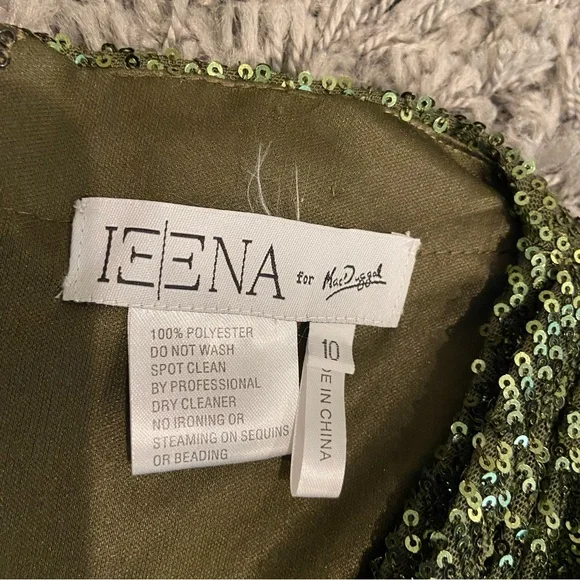 IEENA for Mac Duggal
100% POLYESTER
DO NOT WASH
SPOT CLEAN
BY PROFESSIONAL
DRY CLEANER
NO IRONING OR
STEAMING ON SEQUINS
OR BEADING
10
DE IN CHINA